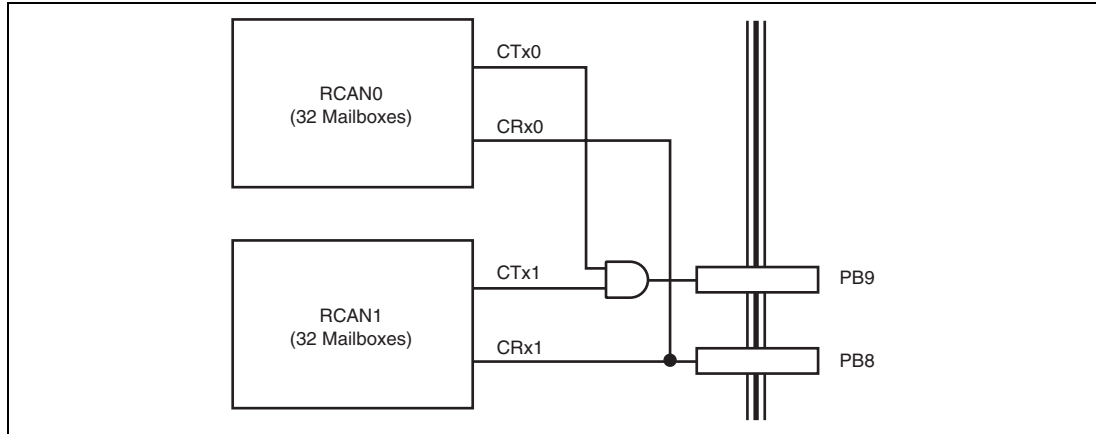 CTx0
RCAN0
(32 Mailboxes)
CRx0
CTx1
PB9
RCAN1
(32 Mailboxes)
CRx1
PB8